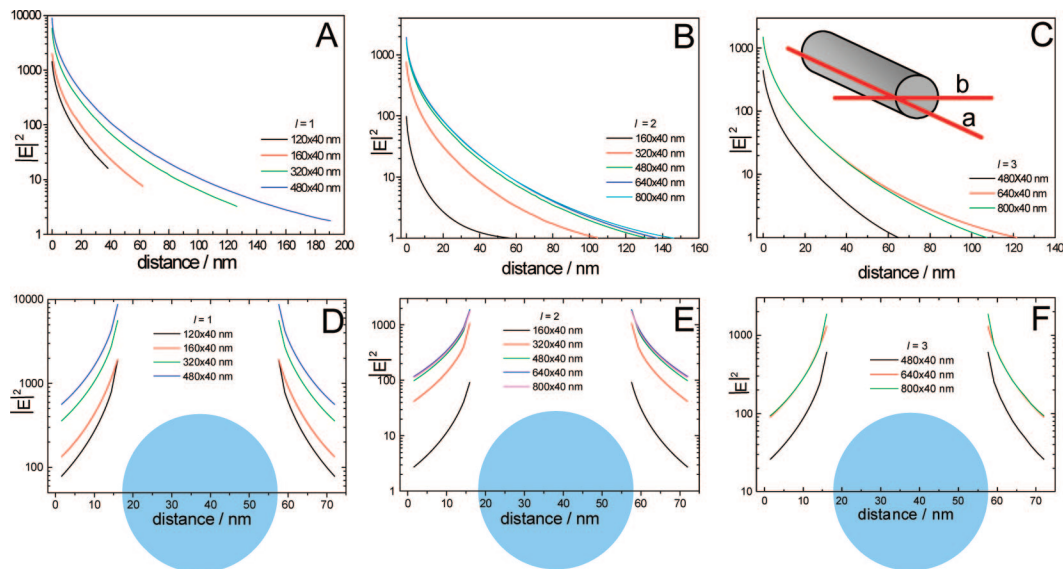 A
10000
1000
100
10
1
|E|²
l = 1
120x40 nm
160x40 nm
320x40 nm
480x40 nm
0 20 40 60 80 100 120 140 160 180 200
distance / nm
B
1000
100
10
1
|E|²
l = 2
160x40 nm
320x40 nm
480x40 nm
640x40 nm
800x40 nm
0 20 40 60 80 100 120 140 160
distance / nm
C
1000
100
10
1
|E|²
b
a
l = 3
480X40 nm
640x40 nm
800x40 nm
0 20 40 60 80 100 120 140
distance / nm
D
10000
1000
100
|E|²
l = 1
120x40 nm
160x40 nm
320x40 nm
480x40 nm
0 10 20 30 40 50 60 70
distance / nm
E
1000
100
10
1
|E|²
l = 2
160x40 nm
320x40 nm
480x40 nm
640x40 nm
800x40 nm
0 10 20 30 40 50 60 70
distance / nm
F
1000
100
10
|E|²
l = 3
480x40 nm
640x40 nm
800x40 nm
0 10 20 30 40 50 60 70
distance / nm